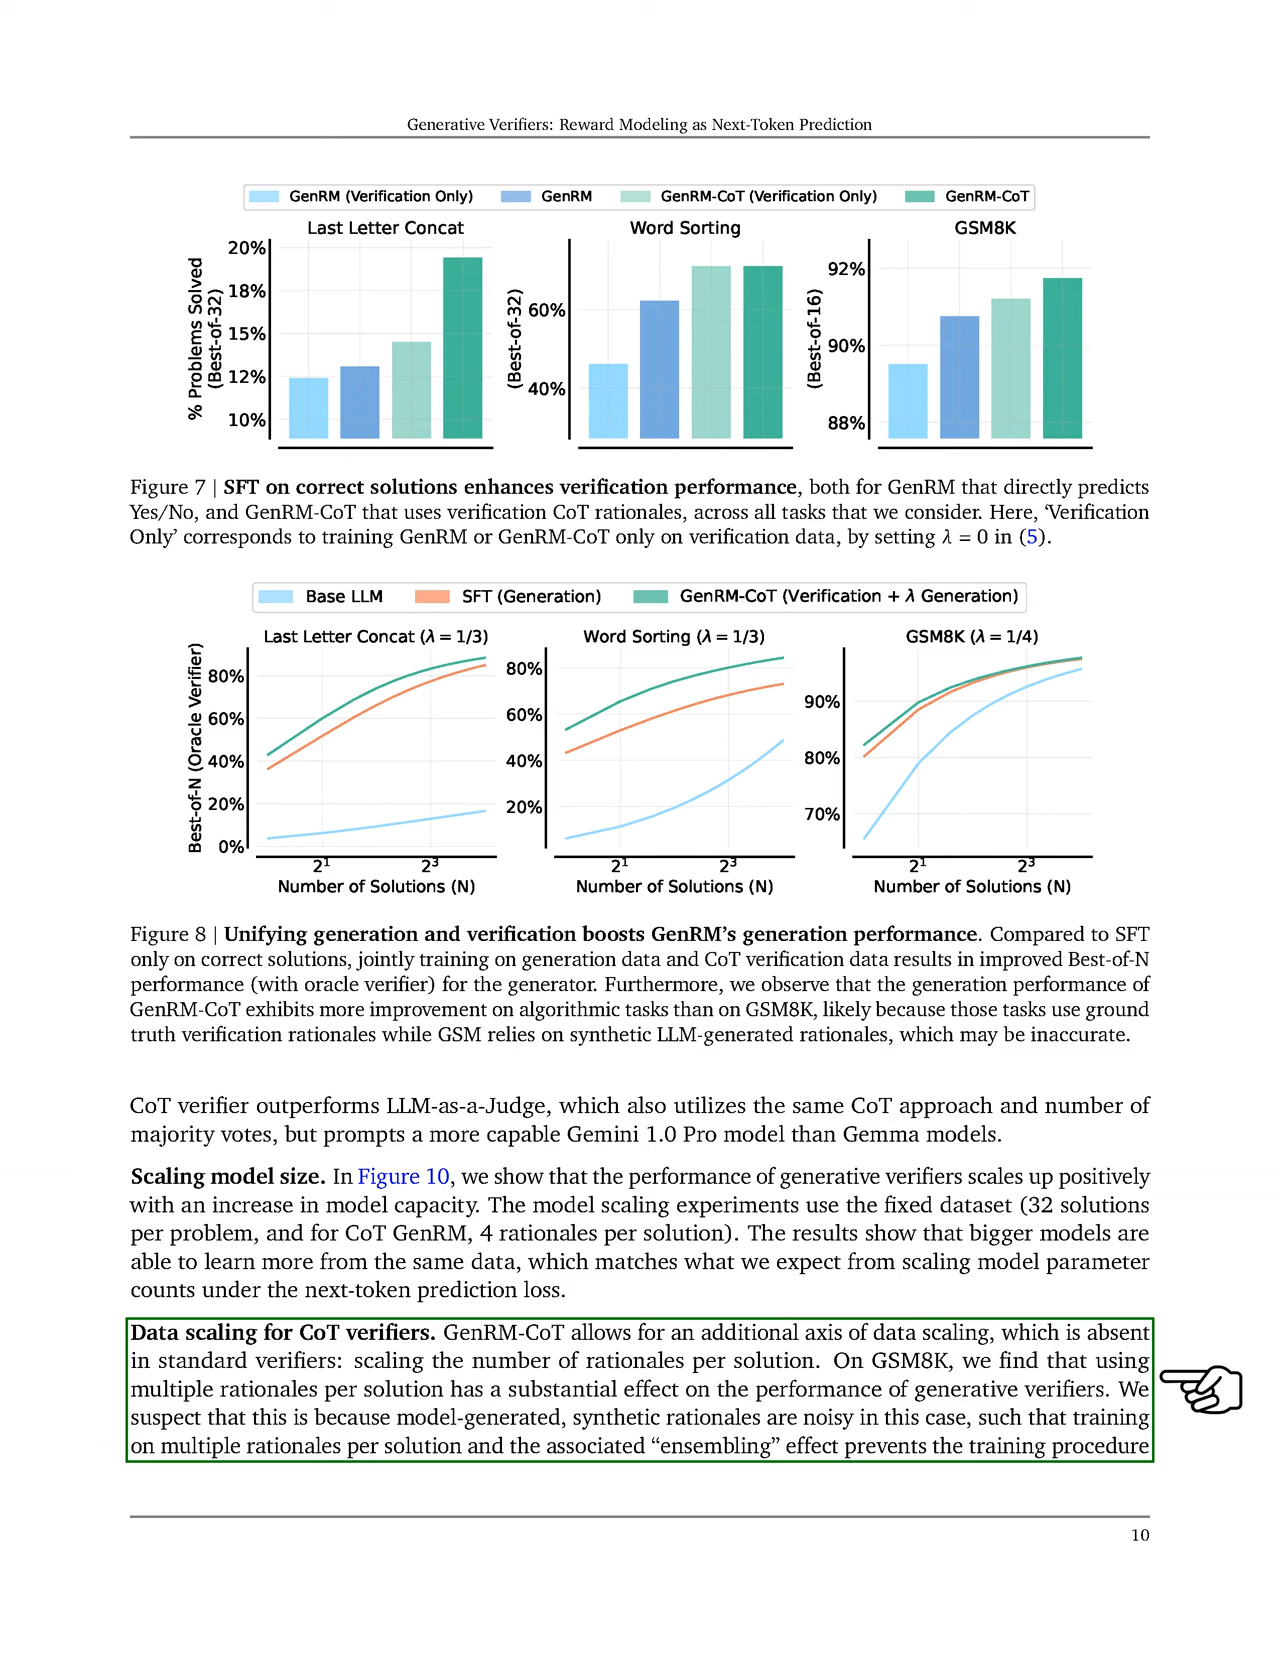 Generative Verifiers: Reward Modeling as Next-Token Prediction
GenRM (Verification Only) GenRM GenRM-CoT (Verification Only) GenRM-CoT
Last Letter Concat
% Problems Solved
(Best-of-32)
20%
18%
15%
12%
10%
Word Sorting
(Best-of-32)
60%
40%
GSM8K
(Best-of-16)
92%
90%
88%
Figure 7 | SFT on correct solutions enhances verification performance, both for GenRM that directly predicts
Yes/No, and GenRM-CoT that uses verification CoT rationales, across all tasks that we consider. Here, ‘Verification
Only’ corresponds to training GenRM or GenRM-CoT only on verification data, by setting λ = 0 in (5).
Base LLM SFT (Generation) GenRM-CoT (Verification + λ Generation)
Last Letter Concat (λ = 1/3)
Best-of-N (Oracle Verifier)
80%
60%
40%
20%
0%
2¹ 2³
Number of Solutions (N)
Word Sorting (λ = 1/3)
80%
60%
40%
20%
2¹ 2³
Number of Solutions (N)
GSM8K (λ = 1/4)
90%
80%
70%
2¹ 2³
Number of Solutions (N)
Figure 8 | Unifying generation and verification boosts GenRM’s generation performance. Compared to SFT
only on correct solutions, jointly training on generation data and CoT verification data results in improved Best-of-N
performance (with oracle verifier) for the generator. Furthermore, we observe that the generation performance of
GenRM-CoT exhibits more improvement on algorithmic tasks than on GSM8K, likely because those tasks use ground
truth verification rationales while GSM relies on synthetic LLM-generated rationales, which may be inaccurate.
CoT verifier outperforms LLM-as-a-Judge, which also utilizes the same CoT approach and number of
majority votes, but prompts a more capable Gemini 1.0 Pro model than Gemma models.
Scaling model size. In Figure 10, we show that the performance of generative verifiers scales up positively
with an increase in model capacity. The model scaling experiments use the fixed dataset (32 solutions
per problem, and for CoT GenRM, 4 rationales per solution). The results show that bigger models are
able to learn more from the same data, which matches what we expect from scaling model parameter
counts under the next-token prediction loss.
Data scaling for CoT verifiers. GenRM-CoT allows for an additional axis of data scaling, which is absent
in standard verifiers: scaling the number of rationales per solution. On GSM8K, we find that using
multiple rationales per solution has a substantial effect on the performance of generative verifiers. We
suspect that this is because model-generated, synthetic rationales are noisy in this case, such that training
on multiple rationales per solution and the associated “ensembling” effect prevents the training procedure
10